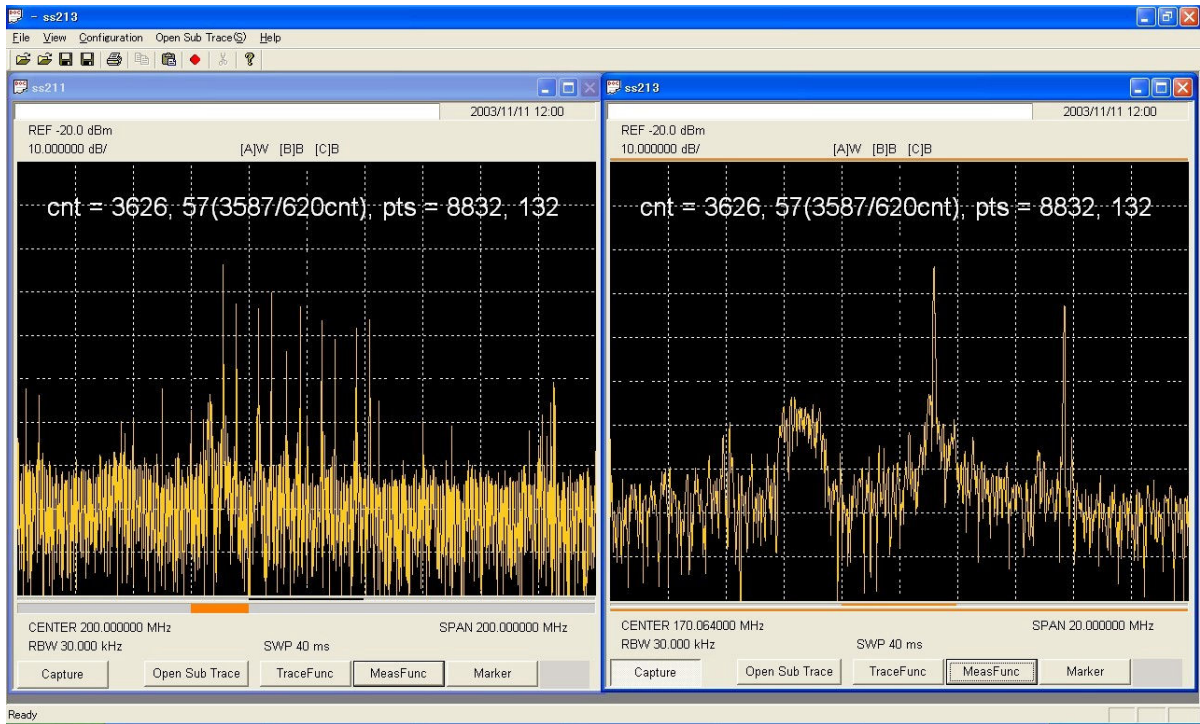 - ss213
File View Configuration Open Sub Trace(S) Help
ss211
2003/11/11 12:00
REF -20.0 dBm
10.000000 dB/ [A]W [B]B [C]B
cnt = 3626, 57(3587/620cnt), pts = 8832, 132
CENTER 200.000000 MHz SPAN 200.000000 MHz
RBW 30.000 kHz SWP 40 ms
Capture Open Sub Trace TraceFunc MeasFunc Marker
ss213
2003/11/11 12:00
REF -20.0 dBm
10.000000 dB/ [A]W [B]B [C]B
cnt = 3626, 57(3587/620cnt), pts = 8832, 132
CENTER 170.064000 MHz SPAN 20.000000 MHz
RBW 30.000 kHz SWP 40 ms
Capture Open Sub Trace TraceFunc MeasFunc Marker
Ready